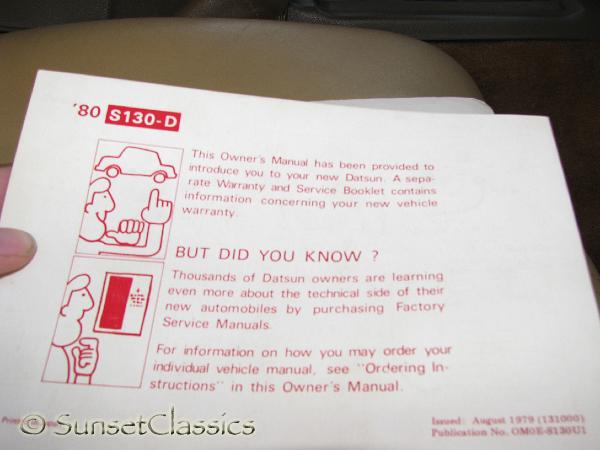 '80 S130-D
This Owner's Manual has been provided to
introduce you to your new Datsun. A sepa-
rate Warranty and Service Booklet contains
information concerning your new vehicle
warranty.
BUT DID YOU KNOW ?
Thousands of Datsun owners are learning
even more about the technical side of their
new automobiles by purchasing Factory
Service Manuals.
For information on how you may order your
individual vehicle manual, see "Ordering In-
structions" in this Owner's Manual.
Issued: August 1979 (131000)
Publication No. OM0E-S130U1
© SunsetClassics